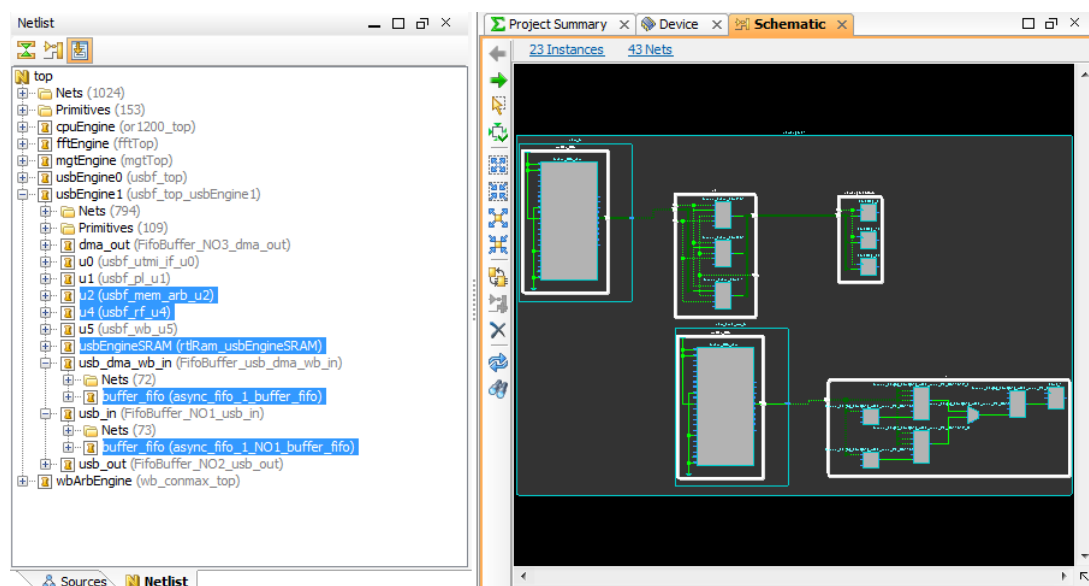 Netlist
top
Nets (1024)
Primitives (153)
cpuEngine (or1200_top)
fftEngine (fftTop)
mgtEngine (mgtTop)
usbEngine0 (usbf_top)
usbEngine1 (usbf_top_usbEngine1)
Nets (794)
Primitives (109)
dma_out (FifoBuffer_NO3_dma_out)
u0 (usbf_utmi_if_u0)
u1 (usbf_pl_u1)
u2 (usbf_mem_arb_u2)
u4 (usbf_rf_u4)
u5 (usbf_wb_u5)
usbEngineSRAM (rtlRam_usbEngineSRAM)
usb_dma_wb_in (FifoBuffer_usb_dma_wb_in)
Nets (72)
buffer_fifo (async_fifo_1_buffer_fifo)
usb_in (FifoBuffer_NO1_usb_in)
Nets (73)
buffer_fifo (async_fifo_1_NO1_buffer_fifo)
usb_out (FifoBuffer_NO2_usb_out)
wbArbEngine (wb_conmax_top)
Sources Netlist
Project Summary Device Schematic
23 Instances 43 Nets